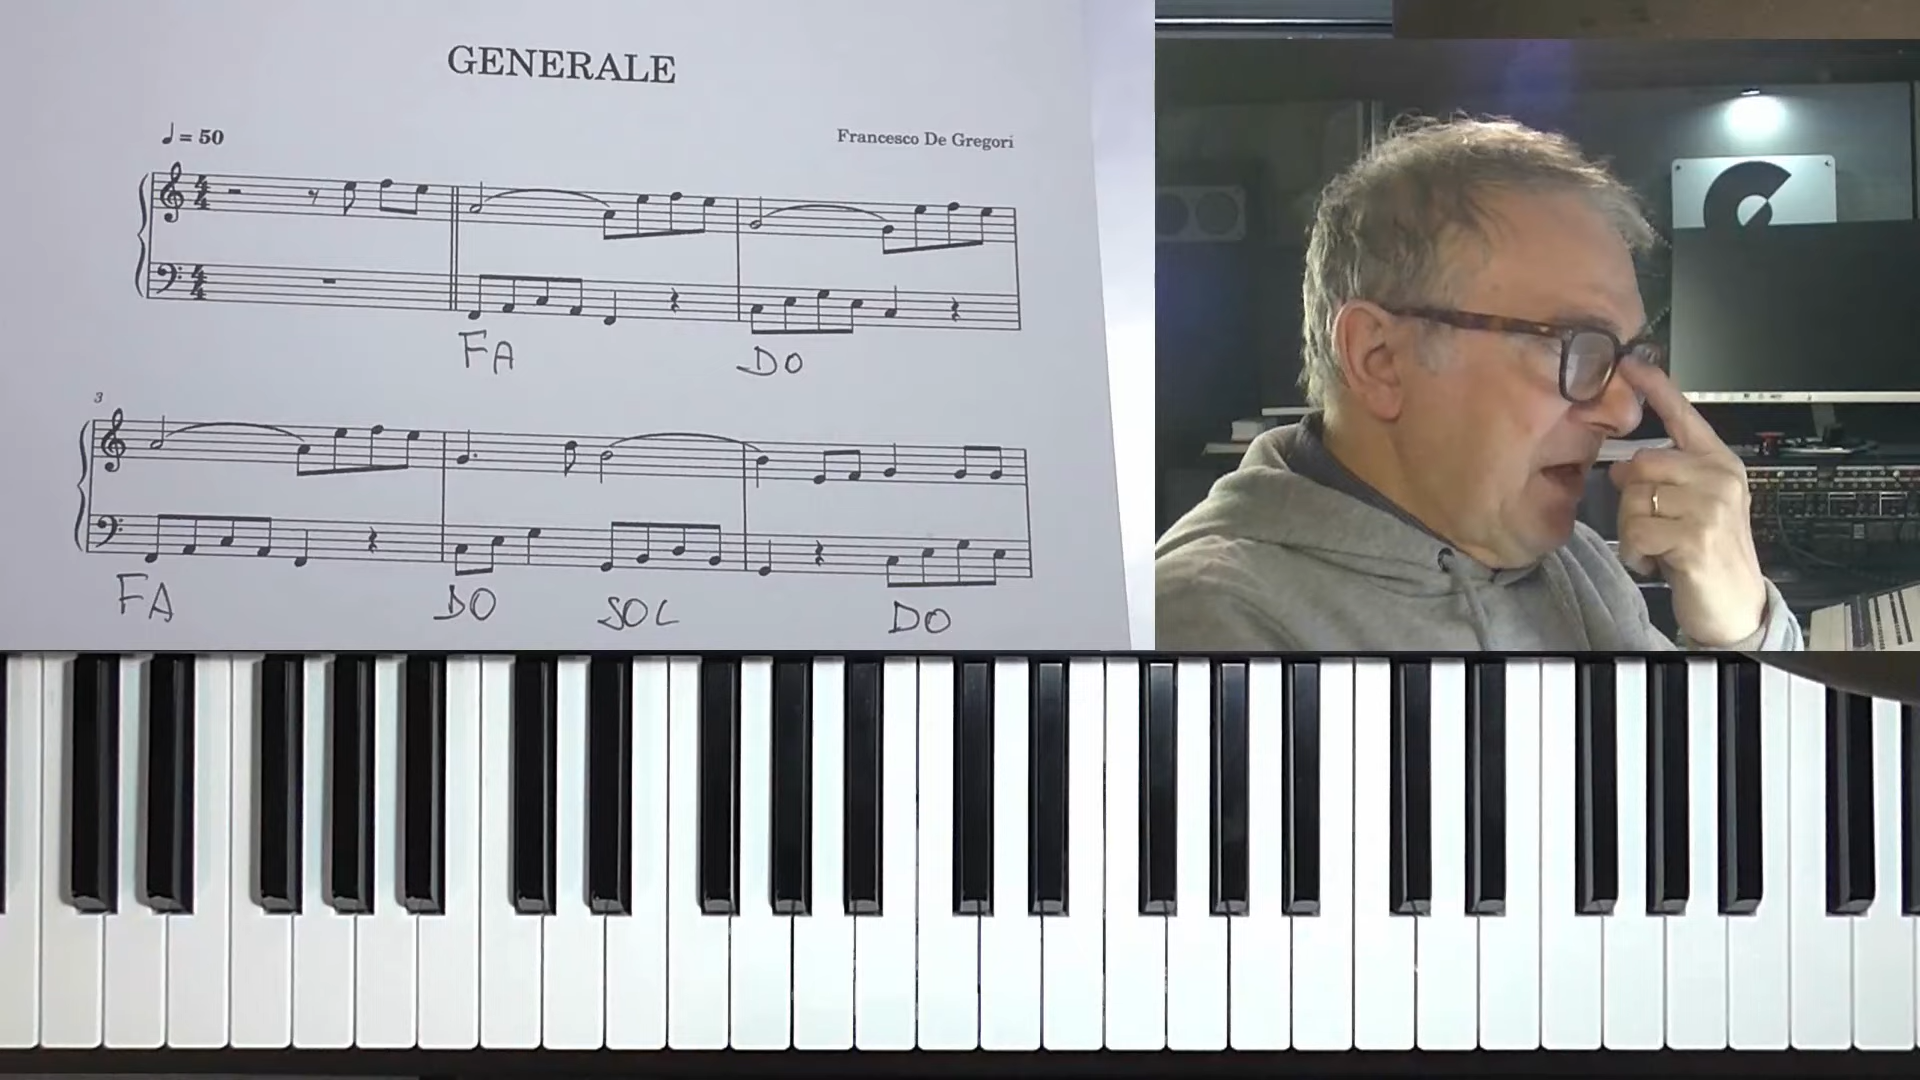 GENERALE
♩ = 50
Francesco De Gregori
FA DO
3
FA DO SOL DO